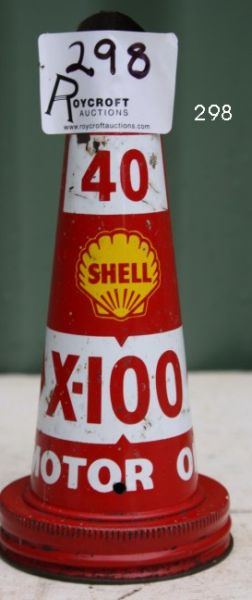 298
ROYCROFT
AUCTIONS
www.roycroftauctions.com
298
40
SHELL
X-100
MOTOR O